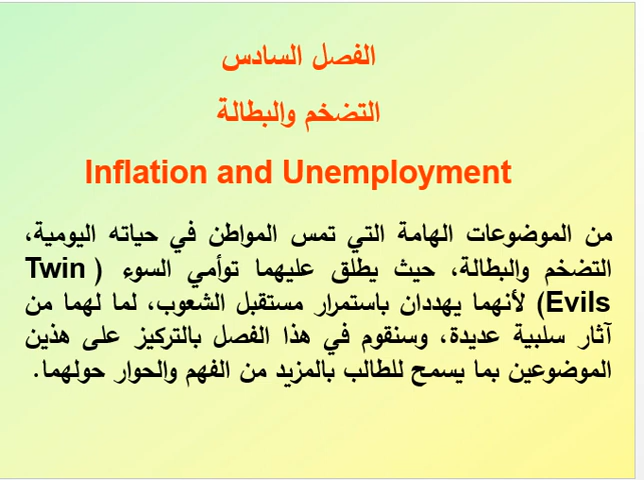 الفصل السادس
التضخم والبطالة
Inflation and Unemployment
من الموضوعات الهامة التي تمس المواطن في حياته اليومية،
التضخم والبطالة، حيث يطلق عليهما توأمي السوء ( Twin
Evils) لأنهما يهددان باستمرار مستقبل الشعوب، لما لهما من
آثار سلبية عديدة، وسنقوم في هذا الفصل بالتركيز على هذين
الموضوعين بما يسمح للطالب بالمزيد من الفهم والحوار حولهما.